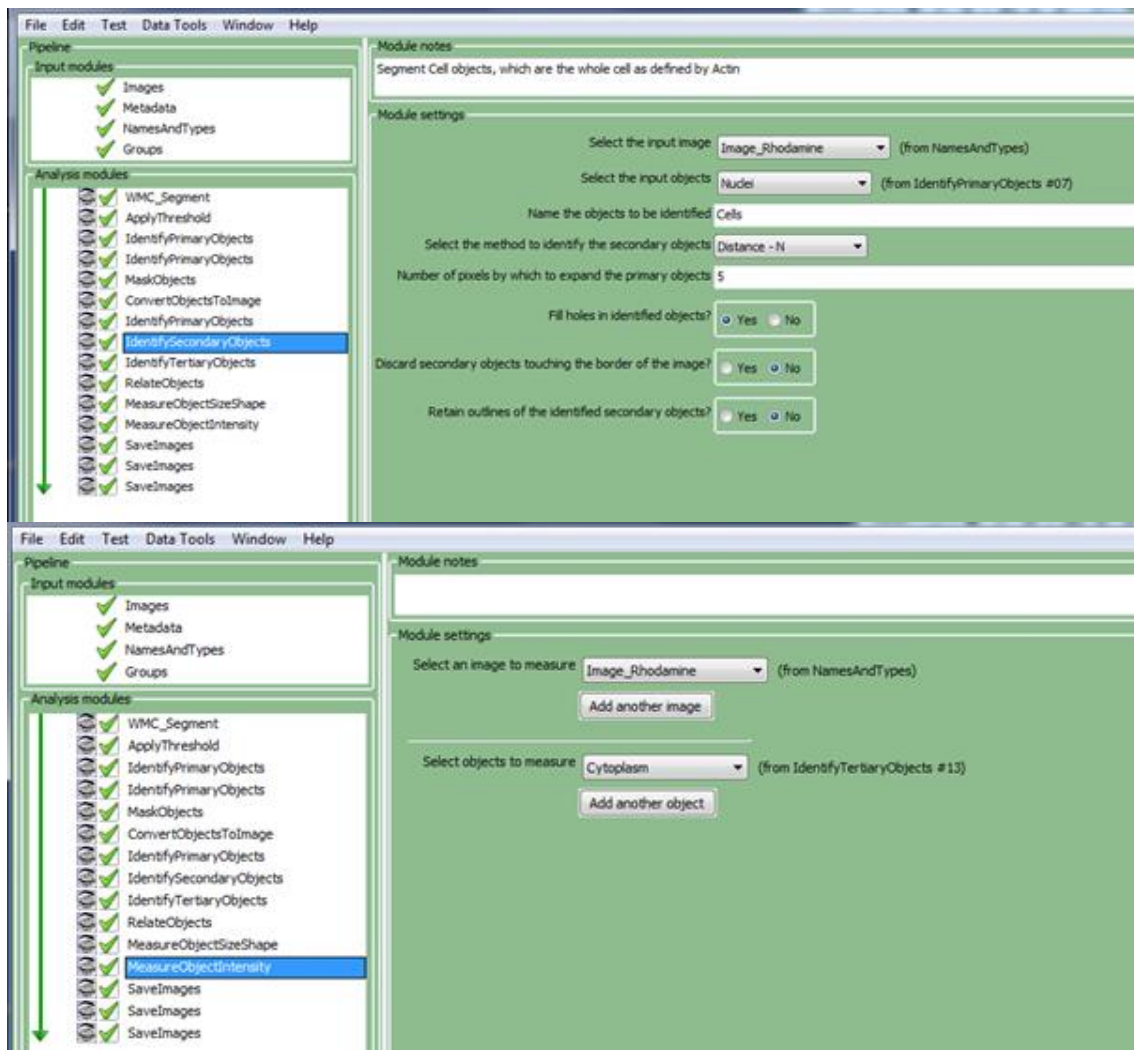 File Edit Test Data Tools Window Help
Pipeline
Input modules
Images
Metadata
NamesAndTypes
Groups
Analysis modules
WMC_Segment
ApplyThreshold
IdentifyPrimaryObjects
IdentifyPrimaryObjects
MaskObjects
ConvertObjectsToImage
IdentifyPrimaryObjects
IdentifySecondaryObjects
IdentifyTertiaryObjects
RelateObjects
MeasureObjectSizeShape
MeasureObjectIntensity
SaveImages
SaveImages
SaveImages
Module notes
Segment Cell objects, which are the whole cell as defined by Actin
Module settings
Select the input image Image_Rhodamine (from NamesAndTypes)
Select the input objects Nuclei (from IdentifyPrimaryObjects #07)
Name the objects to be identified Cells
Select the method to identify the secondary objects Distance - N
Number of pixels by which to expand the primary objects 5
Fill holes in identified objects? Yes No
Discard secondary objects touching the border of the image? Yes No
Retain outlines of the identified secondary objects? Yes No
File Edit Test Data Tools Window Help
Pipeline
Input modules
Images
Metadata
NamesAndTypes
Groups
Analysis modules
WMC_Segment
ApplyThreshold
IdentifyPrimaryObjects
IdentifyPrimaryObjects
MaskObjects
ConvertObjectsToImage
IdentifyPrimaryObjects
IdentifySecondaryObjects
IdentifyTertiaryObjects
RelateObjects
MeasureObjectSizeShape
MeasureObjectIntensity
SaveImages
SaveImages
SaveImages
Module notes
Module settings
Select an image to measure Image_Rhodamine (from NamesAndTypes)
Add another image
Select objects to measure Cytoplasm (from IdentifyTertiaryObjects #13)
Add another object